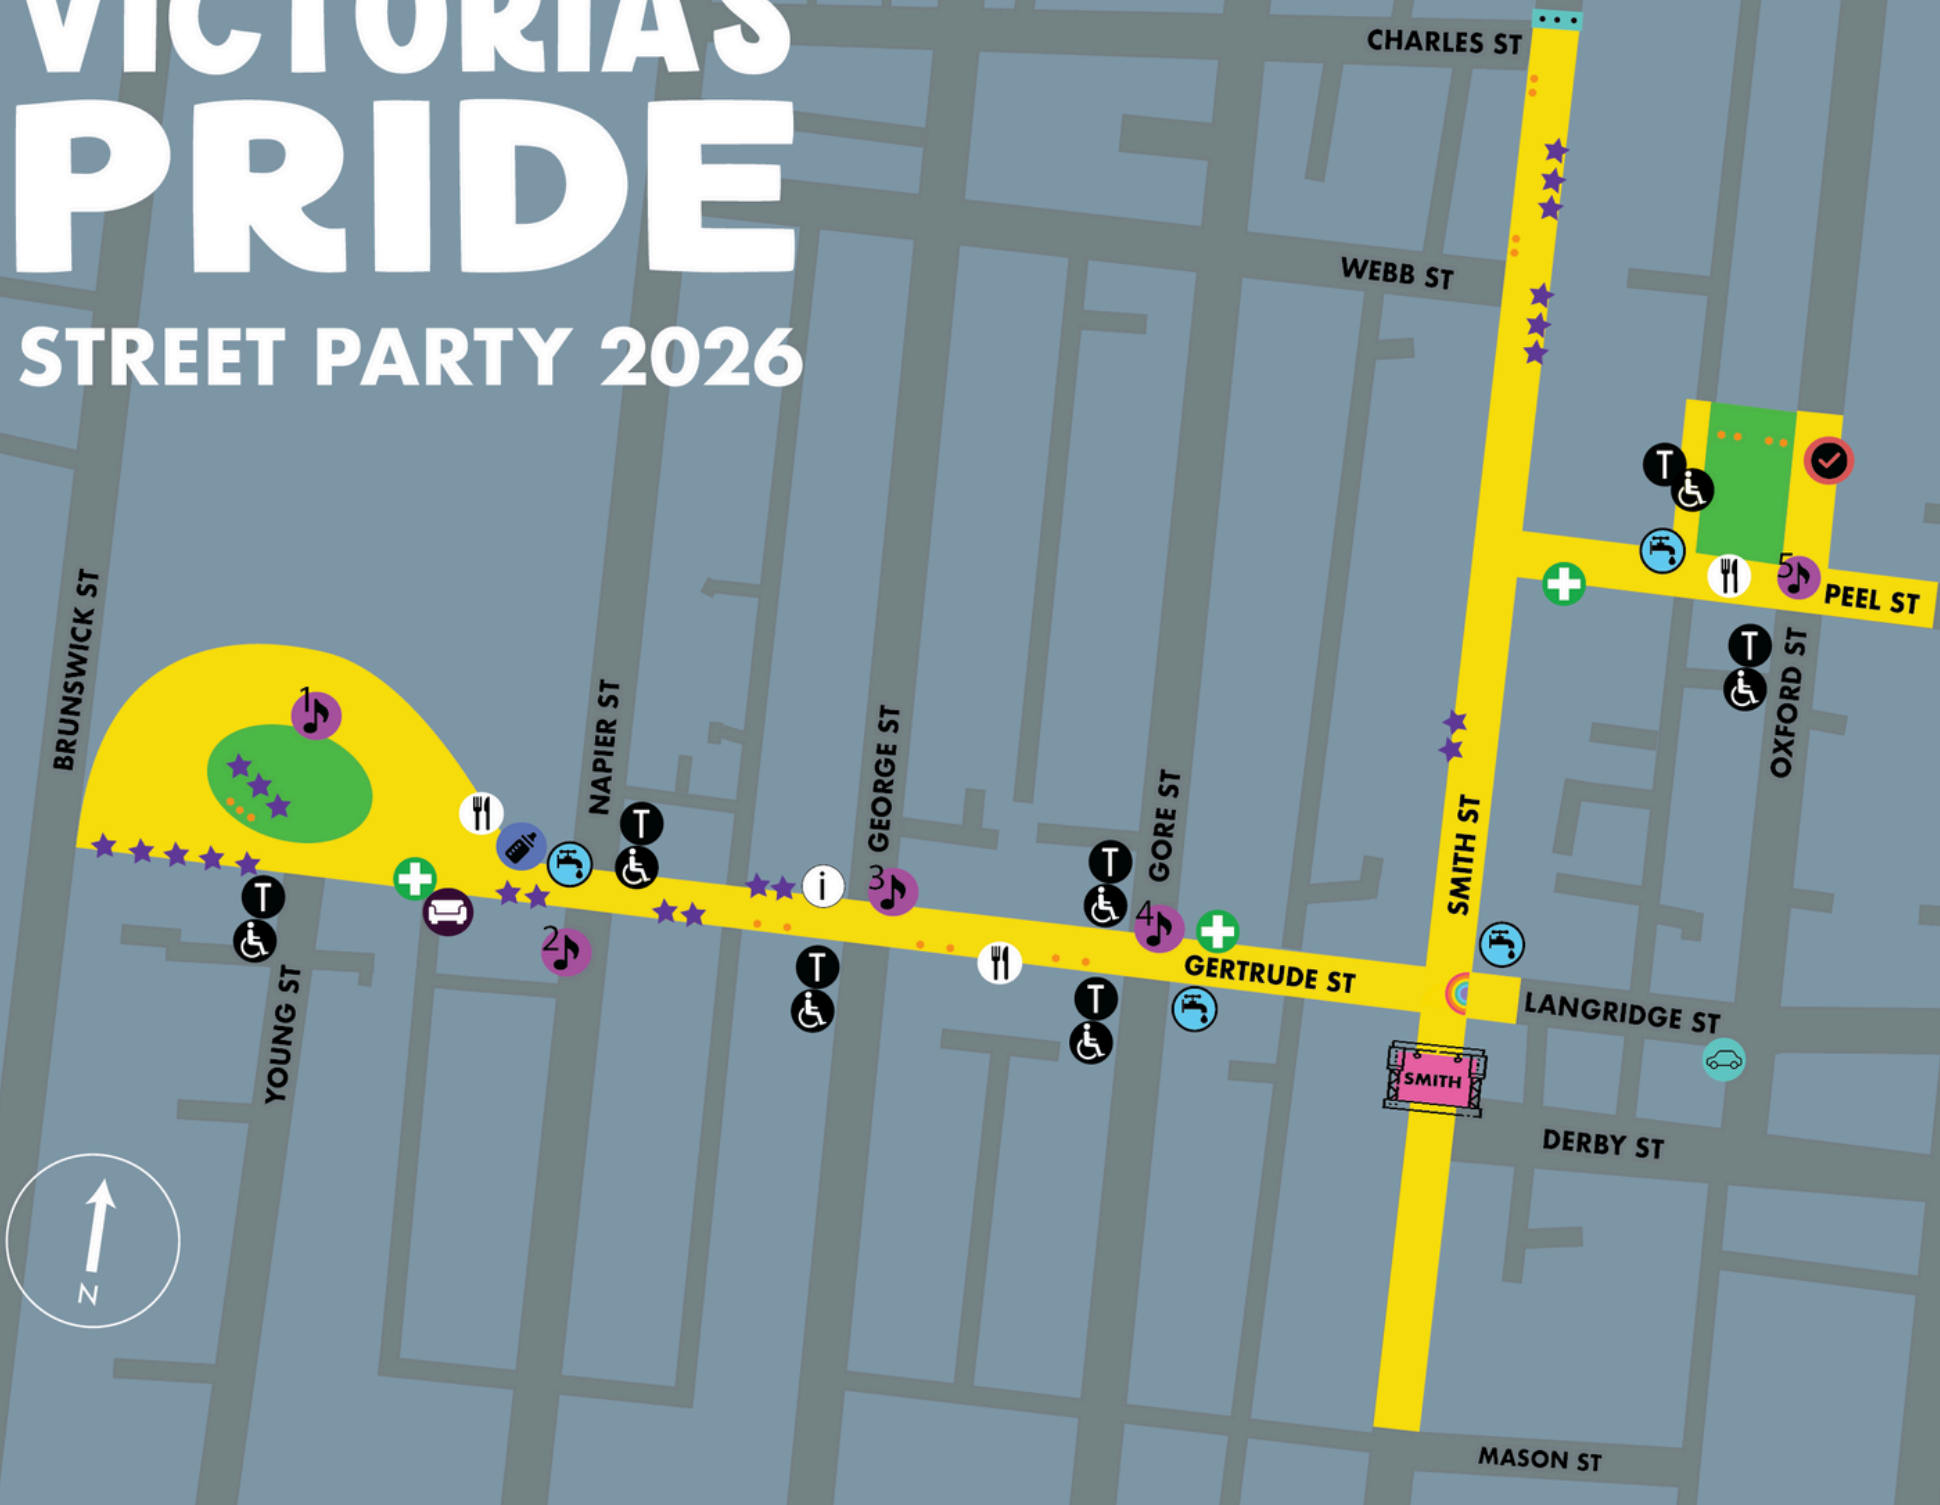 VICTORIA'S
PRIDE
STREET PARTY 2026
CHARLES ST
WEBB ST
T
5
PEEL ST
T
OXFORD ST
BRUNSWICK ST
1
NAPIER ST
GEORGE ST
GORE ST
SMITH ST
T
T
T
i
3
4
2
T
T
GERTRUDE ST
LANGRIDGE ST
YOUNG ST
SMITH
DERBY ST
N
MASON ST